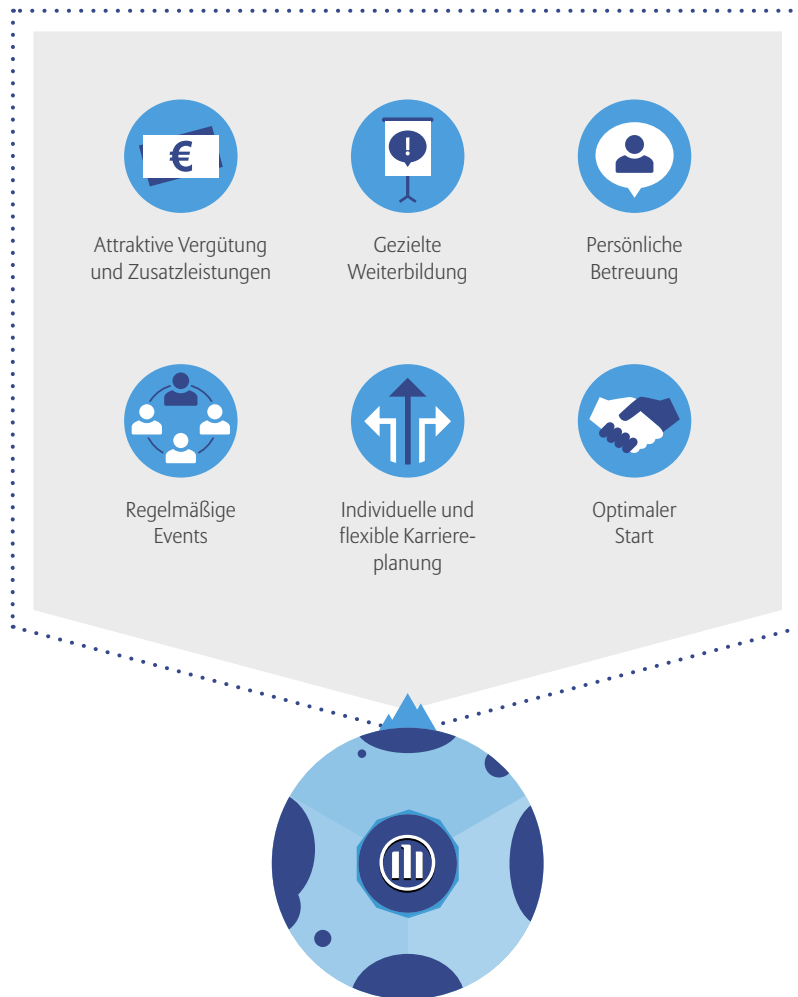 €
!
Attraktive Vergütung
und Zusatzleistungen
Gezielte
Weiterbildung
Persönliche
Betreuung
Regelmäßige
Events
Individuelle und
flexible Karriere-
planung
Optimaler
Start